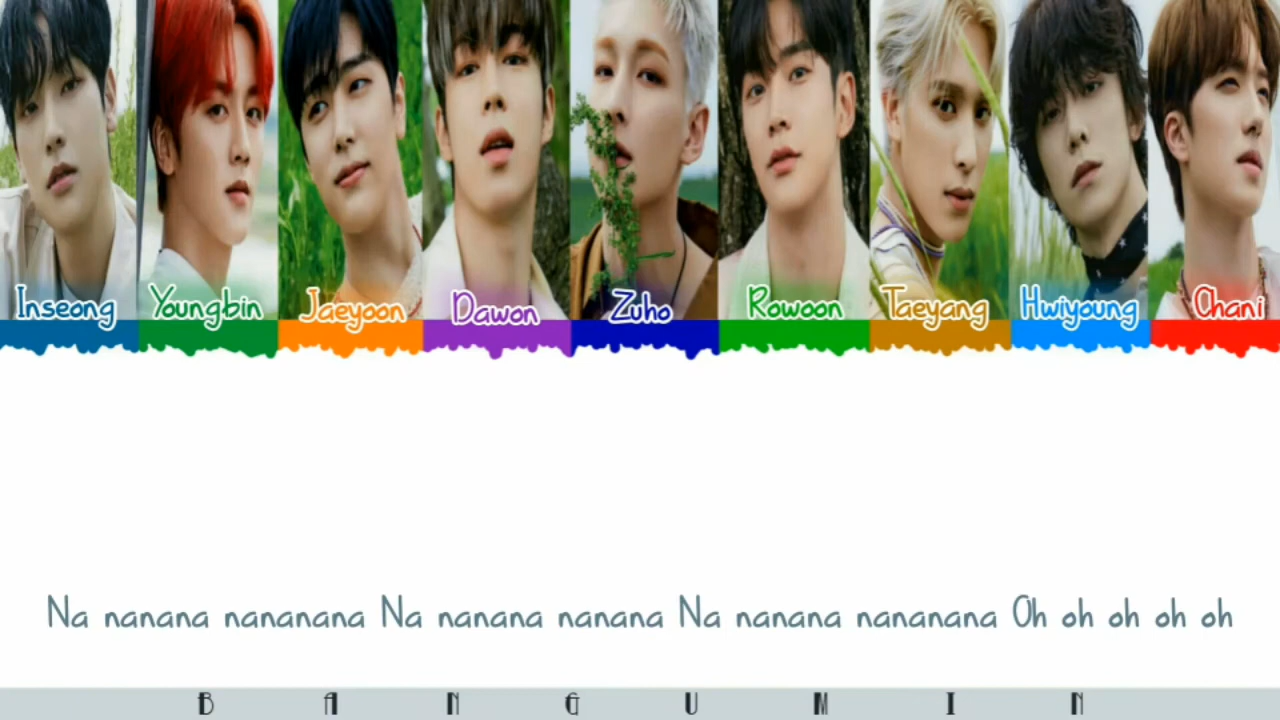 Inseong Youngbin Jaeyoon Dawon Zuho Rowoon Taeyang Hwiyoung Chani
Na nanana nananana Na nanana nanana Na nanana nananana Oh oh oh oh oh
B A N G U M I N